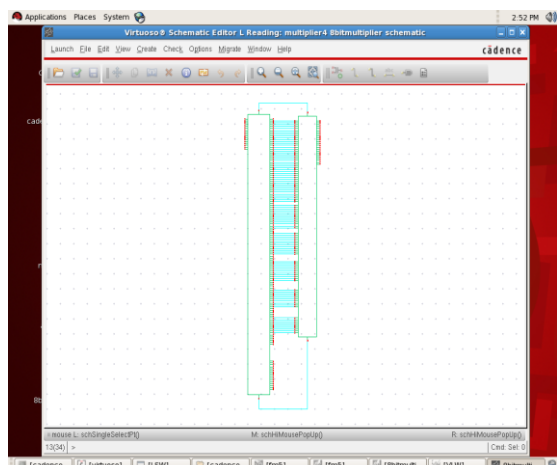 Applications Places System
2:52 PM
Virtuoso® Schematic Editor L Reading: multiplier4 8bitmultiplier schematic
Launch File Edit View Create Check Options Migrate Window Help
cādence
mouse L: schSingleSelectPt()
M: schHiMousePopUp()
R: schHiMousePopUp()
13(34) >
Cmd: Sel: 0